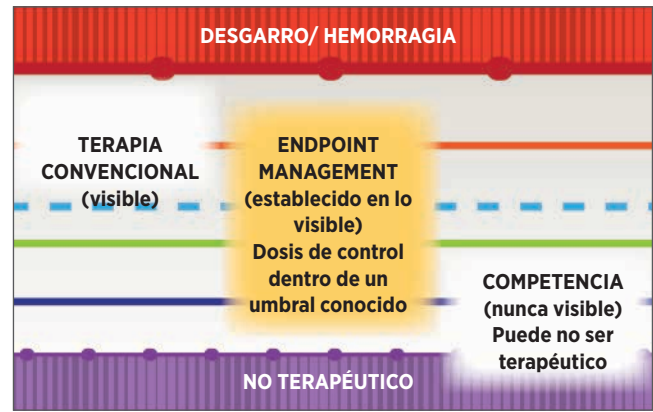 DESGARRO/ HEMORRAGIA
TERAPIA
CONVENCIONAL
(visible)
ENDPOINT
MANAGEMENT
(establecido en lo
visible)
Dosis de control
dentro de un
umbral conocido
COMPETENCIA
(nunca visible)
Puede no ser
terapéutico
NO TERAPÉUTICO